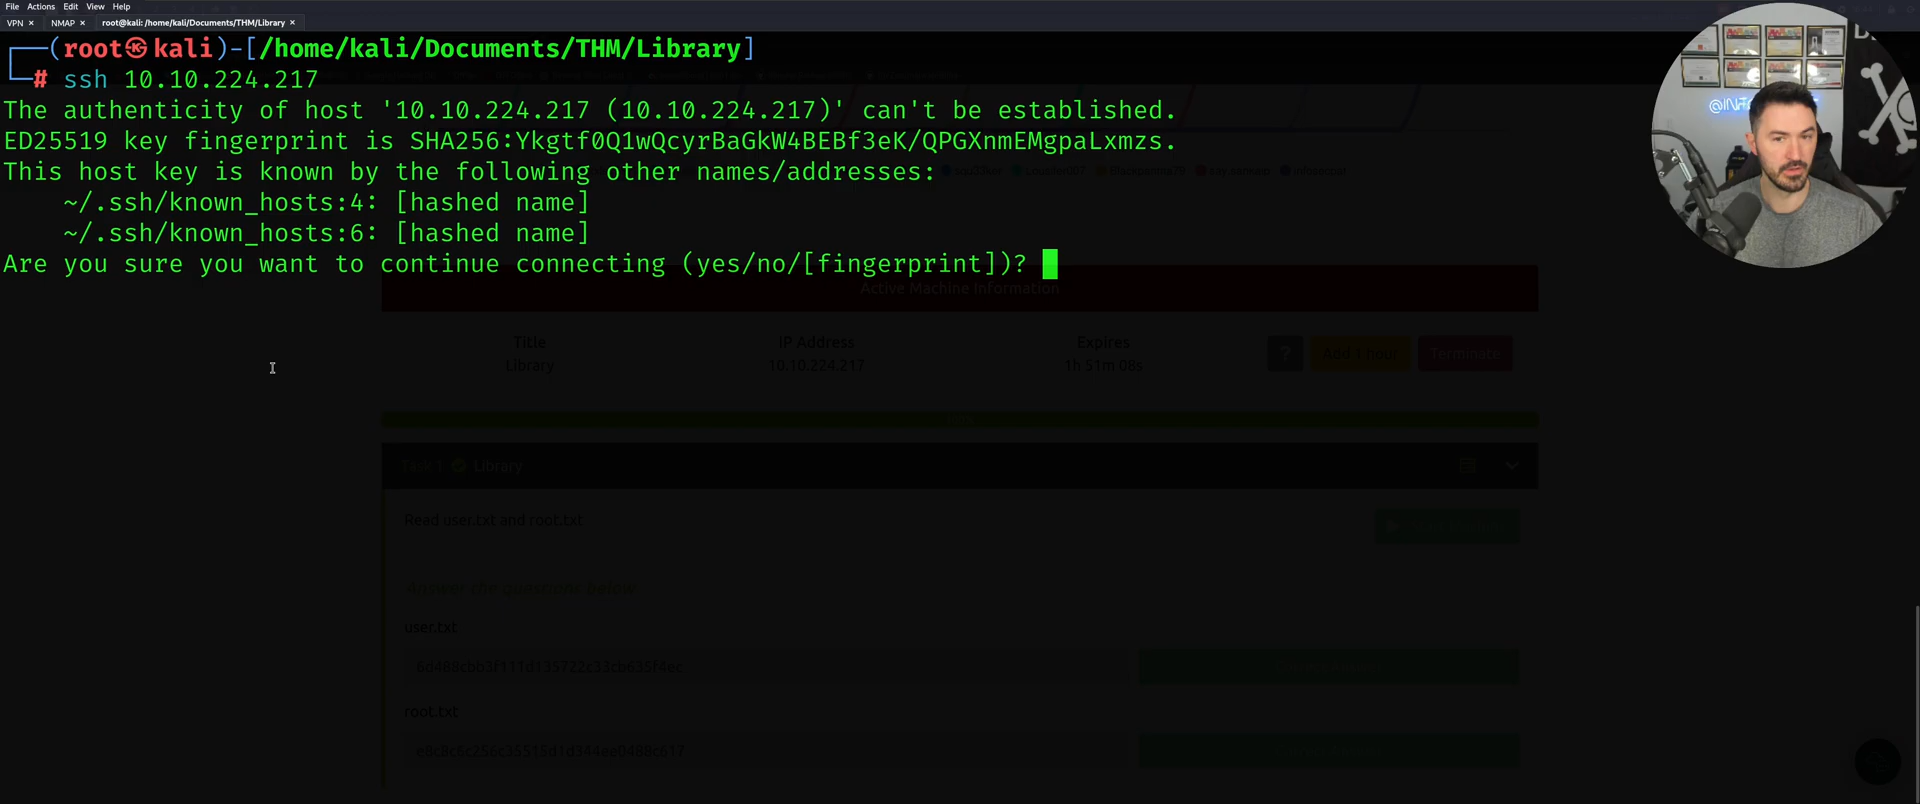 File Actions Edit View Help
VPN × NMAP × root@kali: /home/kali/Documents/THM/Library ×
┌──(root㉿kali)-[/home/kali/Documents/THM/Library]
└─# ssh 10.10.224.217
The authenticity of host '10.10.224.217 (10.10.224.217)' can't be established.
ED25519 key fingerprint is SHA256:Ykgtf0Q1wQcyrBaGkW4BEBf3eK/QPGXnmEMgpaLxmzs.
This host key is known by the following other names/addresses:
~/.ssh/known_hosts:4: [hashed name]
~/.ssh/known_hosts:6: [hashed name]
Are you sure you want to continue connecting (yes/no/[fingerprint])?
Active Machine Information
Title IP Address Expires
Library 10.10.224.217 1h 51m 08s
? Add 1 hour Terminate
Task 1 Library
Read user.txt and root.txt
Answer the questions below
user.txt
root.txt